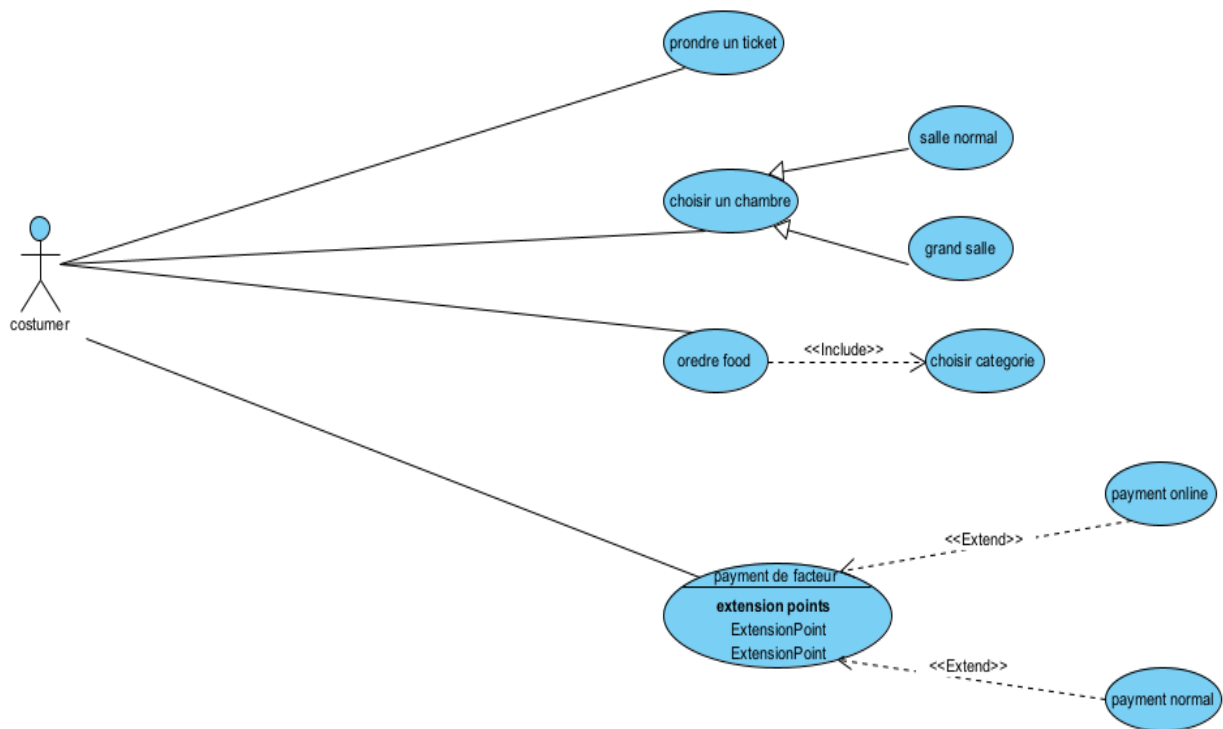 prondre un ticket
salle normal
choisir un chambre
grand salle
costumer
oredre food
<<Include>>
choisir categorie
payment online
<<Extend>>
payment de facteur
extension points
ExtensionPoint
ExtensionPoint
<<Extend>>
payment normal